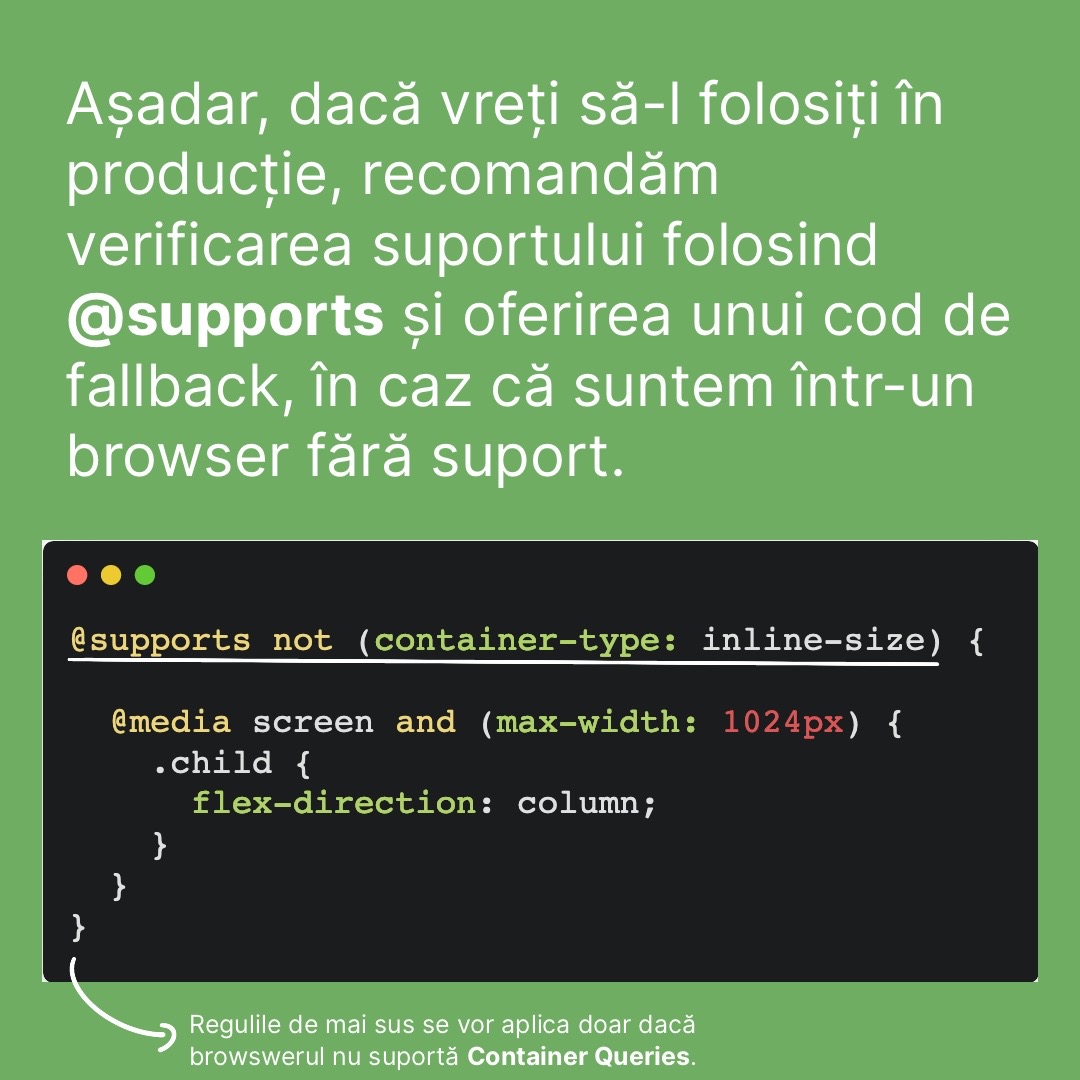 Așadar, dacă vreți să-l folosiți în
producție, recomandăm
verificarea suportului folosind
@supports și oferirea unui cod de
fallback, în caz că suntem într-un
browser fără suport.
@supports not (container-type: inline-size) {
@media screen and (max-width: 1024px) {
.child {
flex-direction: column;
}
}
}
Regulile de mai sus se vor aplica doar dacă
browswerul nu suportă Container Queries.